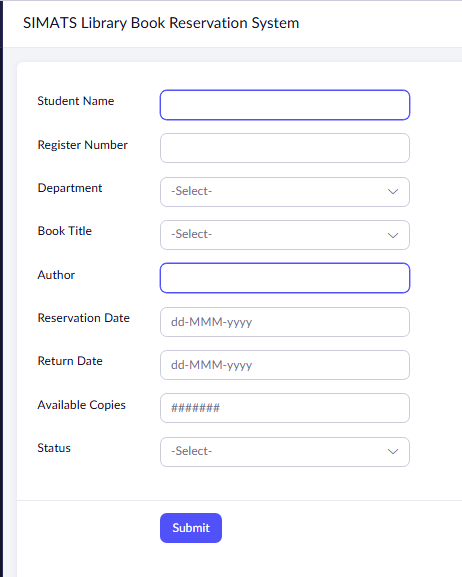 SIMATS Library Book Reservation System
Student Name
Register Number
Department
-Select-
Book Title
-Select-
Author
Reservation Date
dd-MMM-yyyy
Return Date
dd-MMM-yyyy
Available Copies
#######
Status
-Select-
Submit